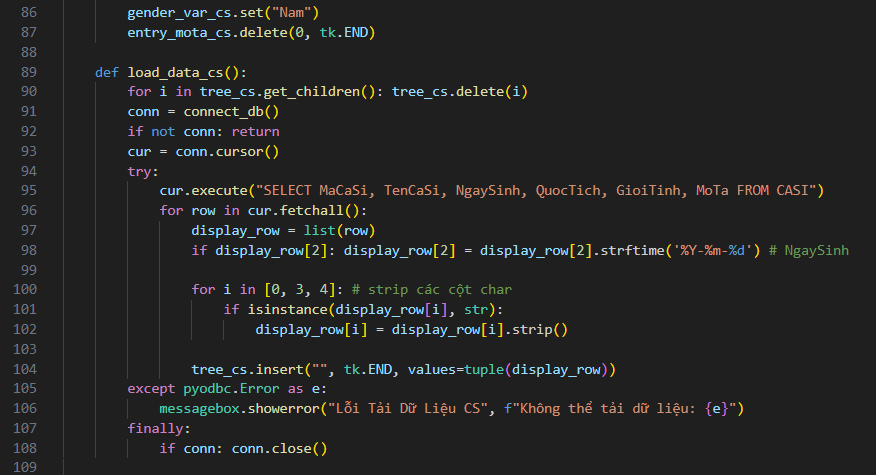 86 gender_var_cs.set("Nam")
87 entry_mota_cs.delete(0, tk.END)
88
89 def load_data_cs():
90 for i in tree_cs.get_children(): tree_cs.delete(i)
91 conn = connect_db()
92 if not conn: return
93 cur = conn.cursor()
94 try:
95 cur.execute("SELECT MaCaSi, TenCaSi, NgaySinh, QuocTich, GioiTinh, MoTa FROM CASI")
96 for row in cur.fetchall():
97 display_row = list(row)
98 if display_row[2]: display_row[2] = display_row[2].strftime('%Y-%m-%d') # NgaySinh
99
100 for i in [0, 3, 4]: # strip các cột char
101 if isinstance(display_row[i], str):
102 display_row[i] = display_row[i].strip()
103
104 tree_cs.insert("", tk.END, values=tuple(display_row))
105 except pyodbc.Error as e:
106 messagebox.showerror("Lỗi Tải Dữ Liệu CS", f"Không thể tải dữ liệu: {e}")
107 finally:
108 if conn: conn.close()
109